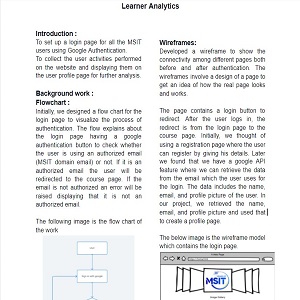 Learner Analytics
Introduction :
To set up a login page for all the MSIT
users using Google Authentication.
To collect the user activities performed
on the website and displaying them on
the user profile page for further analysis.
Background work :
Flowchart :
Initially, we designed a flow chart for the
login page to visualize the process of
authentication. The flow explains about
the login page having a google
authentication button to check whether
the user is using an authorized email
(MSIT domain email) or not. If it is an
authorized email the user will be
redirected to the course page. If the
email is not authorized an error will be
raised displaying that it is not an
authorized email.
The following image is the flow chart of
the work
Wireframes:
Developed a wireframe to show the
connectivity among different pages both
before and after authentication. The
wireframes involve a design of a page to
get an idea of how the real page looks
and works.
The page contains a login button to
redirect. After the user logs in, the
redirect is from the login page to the
course page. Initially, we thought of
using a registration page where the user
can register by giving his details. Later
we found that we have a google API
feature where we can retrieve the data
from the email which the user uses for
the login. The data includes the name,
email, and profile picture of the user. In
our project, we retrieved the name,
email, and profile picture and used that
to create a profile page.
The below image is the wireframe model
which contains the login page.
MSIT